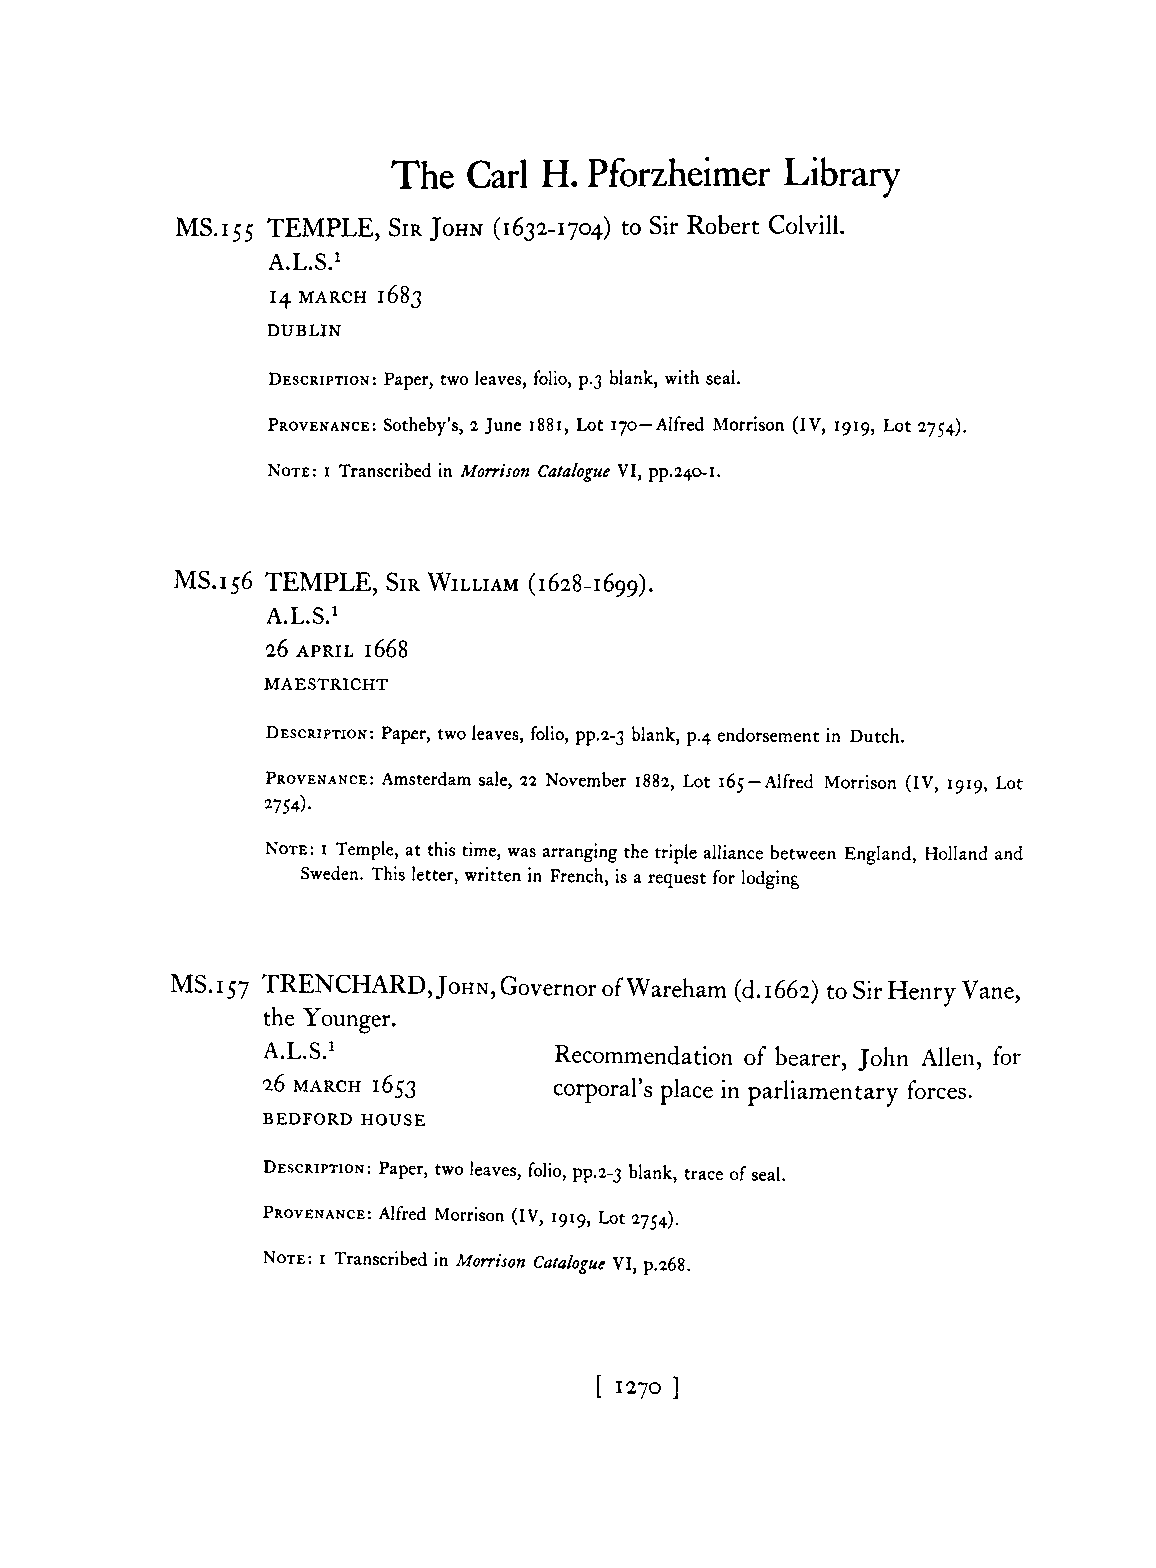 The Carl H. Pforzheimer Library
MS.155 TEMPLE, SIR JOHN (1632-1704) to Sir Robert Colvill.
A.L.S.¹
14 MARCH 1683
DUBLIN
DESCRIPTION: Paper, two leaves, folio, p.3 blank, with seal.
PROVENANCE: Sotheby's, 2 June 1881, Lot 170—Alfred Morrison (IV, 1919, Lot 2754).
NOTE: 1 Transcribed in Morrison Catalogue VI, pp.240-1.
MS.156 TEMPLE, SIR WILLIAM (1628-1699).
A.L.S.¹
26 APRIL 1668
MAESTRICHT
DESCRIPTION: Paper, two leaves, folio, pp.2-3 blank, p.4 endorsement in Dutch.
PROVENANCE: Amsterdam sale, 22 November 1882, Lot 165—Alfred Morrison (IV, 1919, Lot
2754).
NOTE: 1 Temple, at this time, was arranging the triple alliance between England, Holland and
Sweden. This letter, written in French, is a request for lodging
MS.157 TRENCHARD, JOHN, Governor of Wareham (d.1662) to Sir Henry Vane,
the Younger.
A.L.S.¹
26 MARCH 1653
BEDFORD HOUSE
Recommendation of bearer, John Allen, for
corporal's place in parliamentary forces.
DESCRIPTION: Paper, two leaves, folio, pp.2-3 blank, trace of seal.
PROVENANCE: Alfred Morrison (IV, 1919, Lot 2754).
NOTE: 1 Transcribed in Morrison Catalogue VI, p.268.
[ 1270 ]